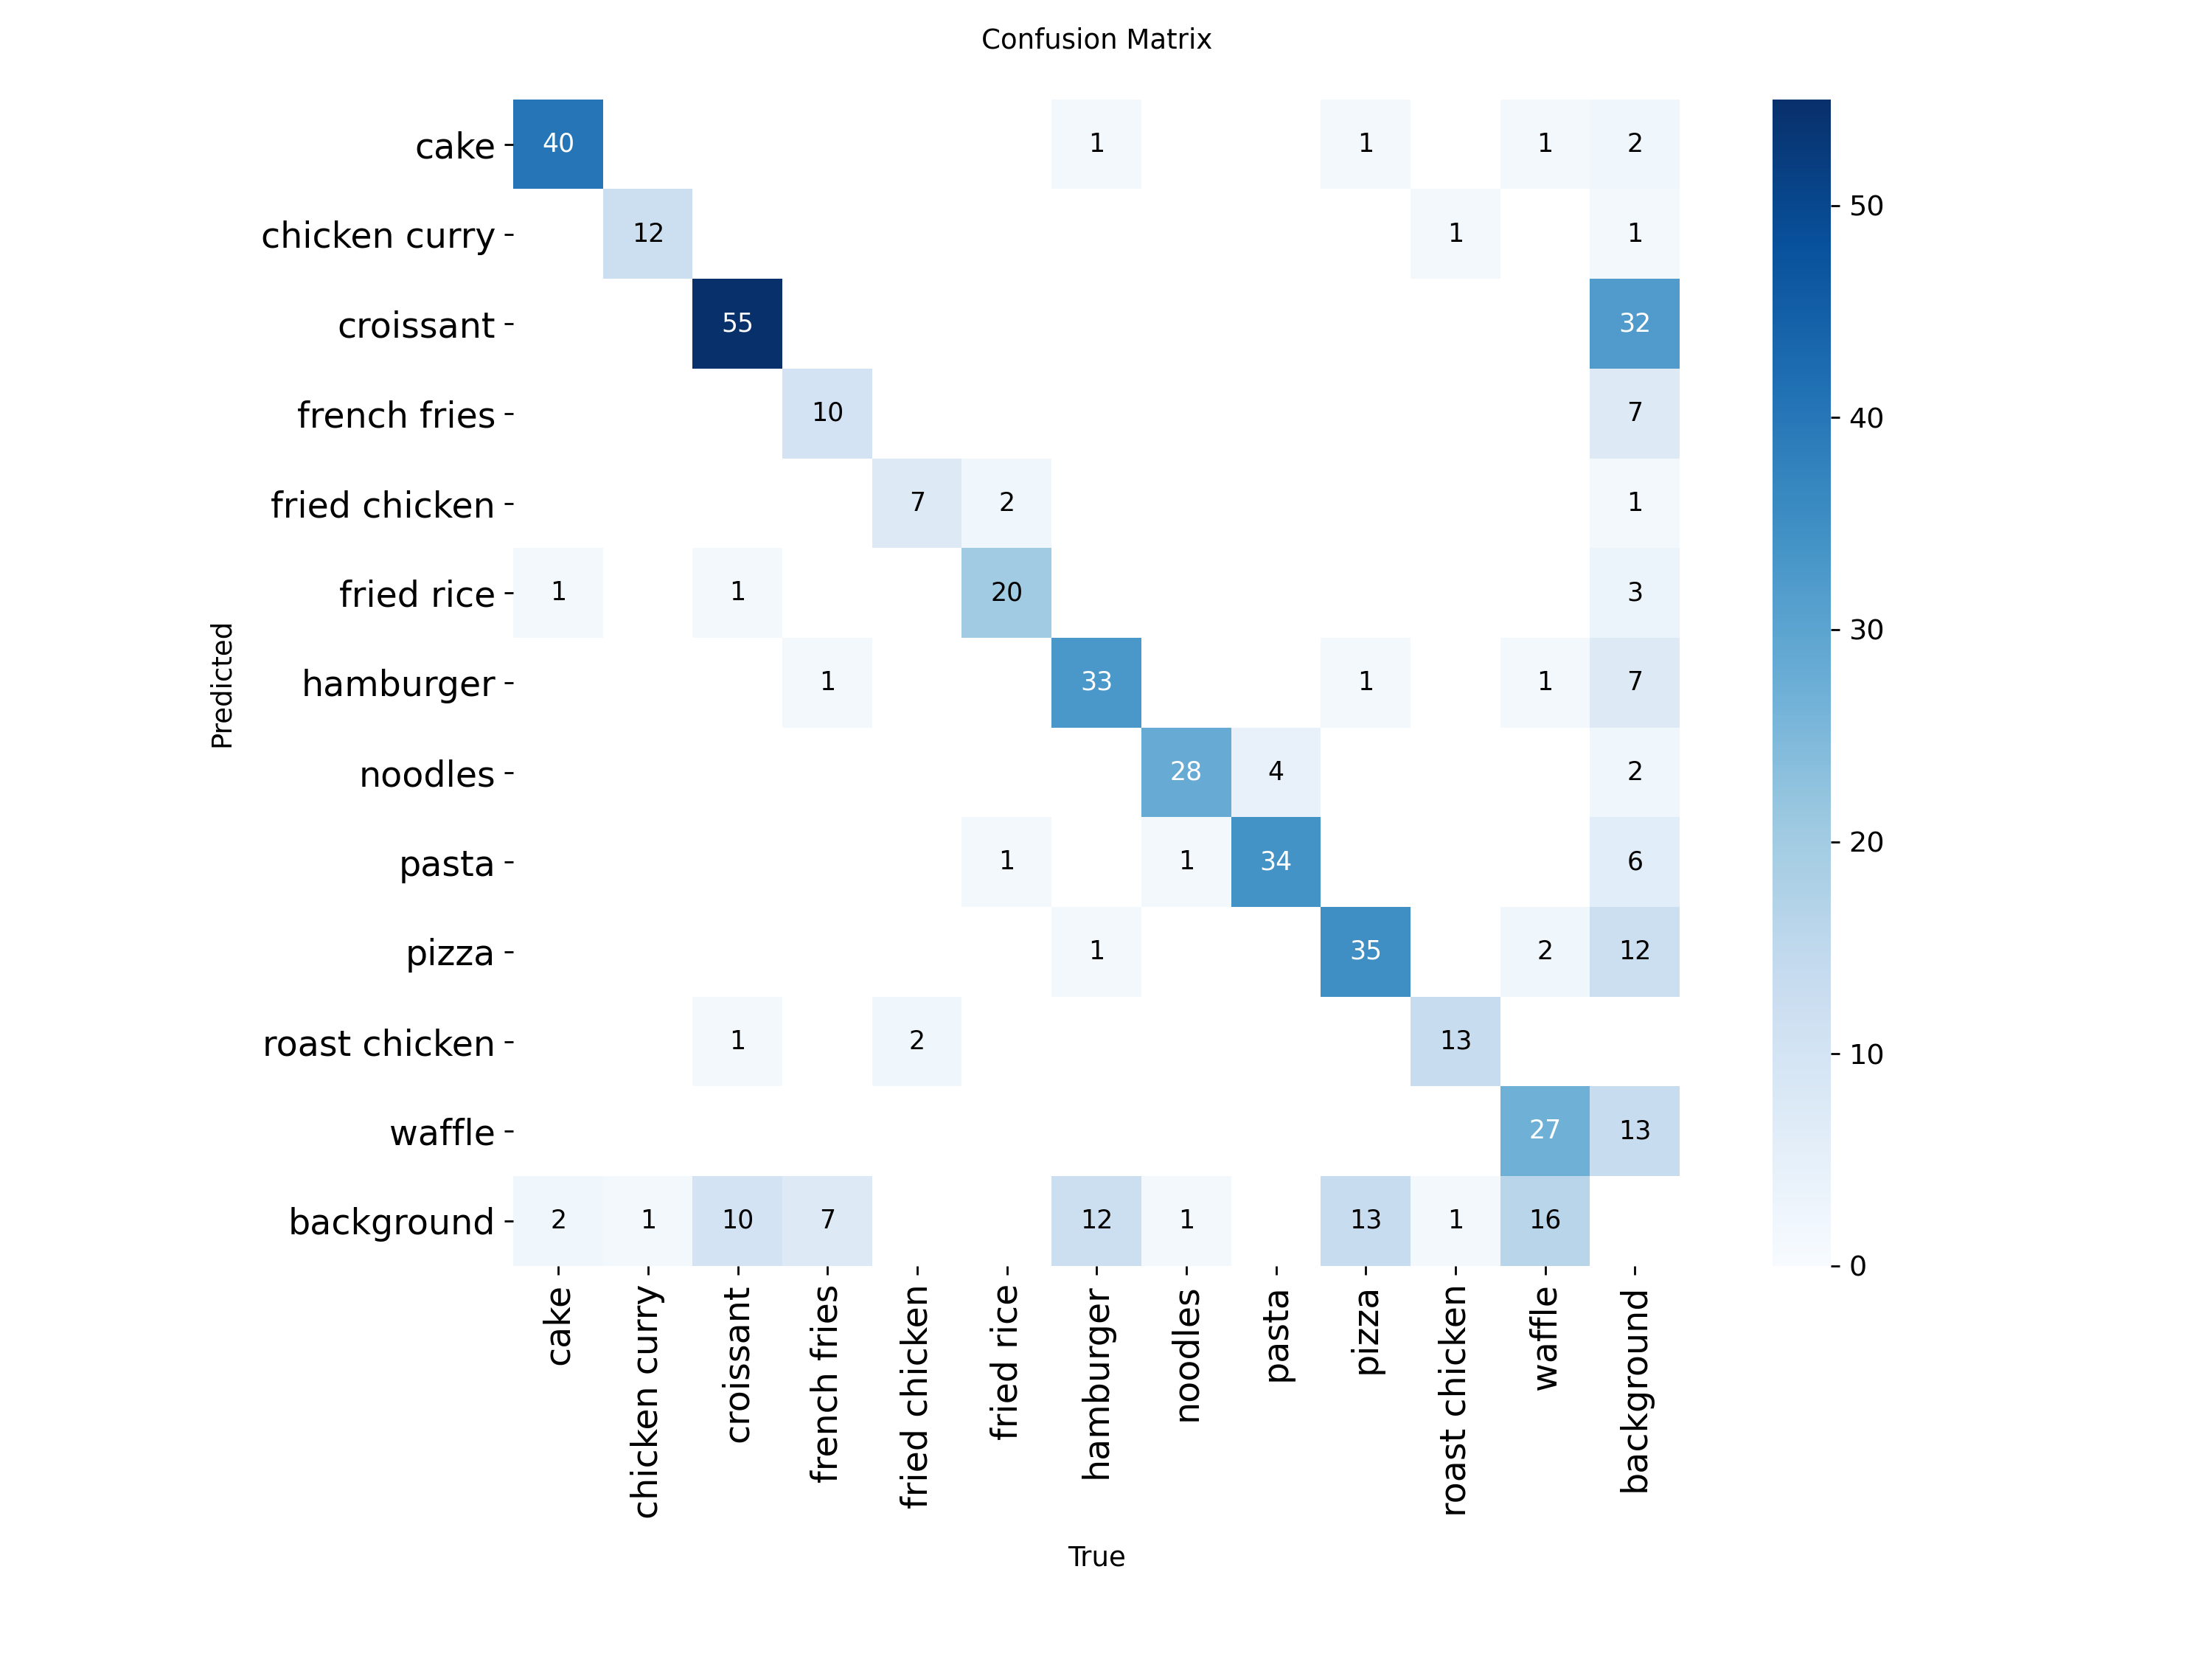 Confusion Matrix
cake 40 1 1 1 2
chicken curry 12 1 1
croissant 55 32
french fries 10 7
fried chicken 7 2 1
fried rice 1 1 20 3
hamburger 1 33 1 1 7
noodles 28 4 2
pasta 1 1 34 6
pizza 1 35 2 12
roast chicken 1 2 13
waffle 27 13
background 2 1 10 7 12 1 13 1 16
Predicted
cake
chicken curry
croissant
french fries
fried chicken
fried rice
hamburger
noodles
pasta
pizza
roast chicken
waffle
background
True
50
40
30
20
10
0